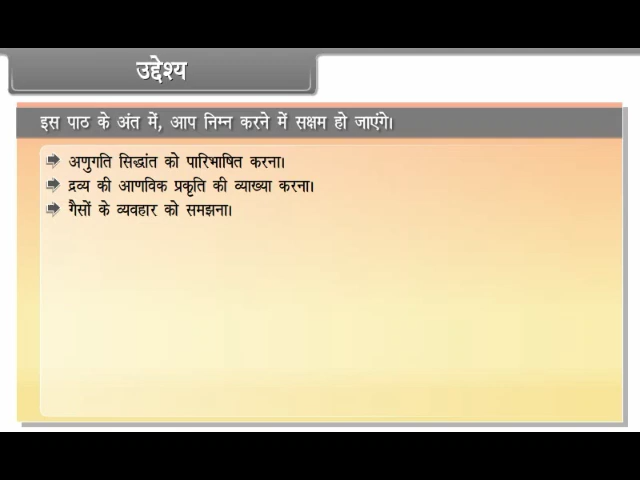 उद्देश्य
इस पाठ के अंत में, आप निम्न करने में सक्षम हो जाएंगे।
अणुगति सिद्धांत को पारिभाषित करना।
द्रव्य की आणविक प्रकृति की व्याख्या करना।
गैसों के व्यवहार को समझना।